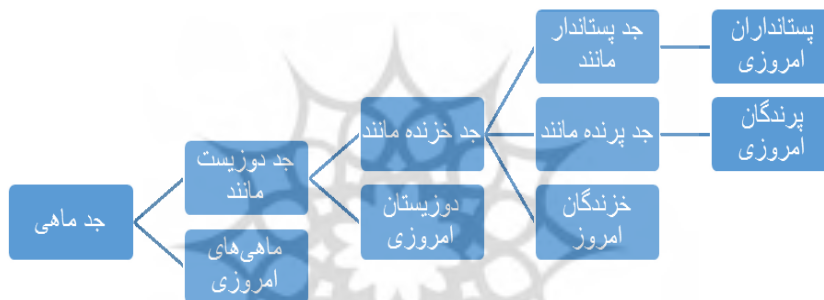 جد ماهی
جد دوزیست
مانند
ماهی‌های
امروزی
جد خزنده مانند
دوزیستان
امروزی
جد پستاندار
مانند
جد پرنده مانند
خزندگان
امروز
پستانداران
امروزی
پرندگان
امروزی